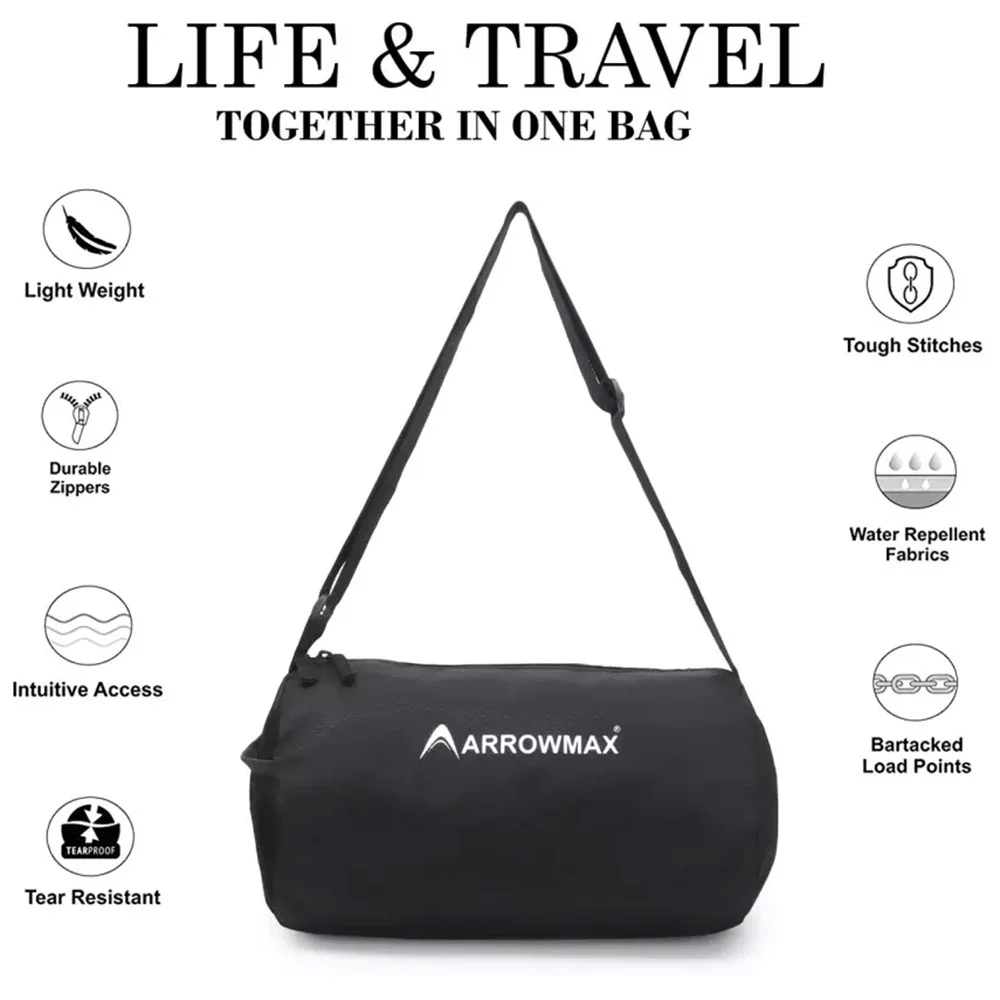 LIFE & TRAVEL
TOGETHER IN ONE BAG
Light Weight
Durable
Zippers
Intuitive Access
TEARPROOF
Tear Resistant
Tough Stitches
Water Repellent
Fabrics
Bartacked
Load Points
ARROWMAX®